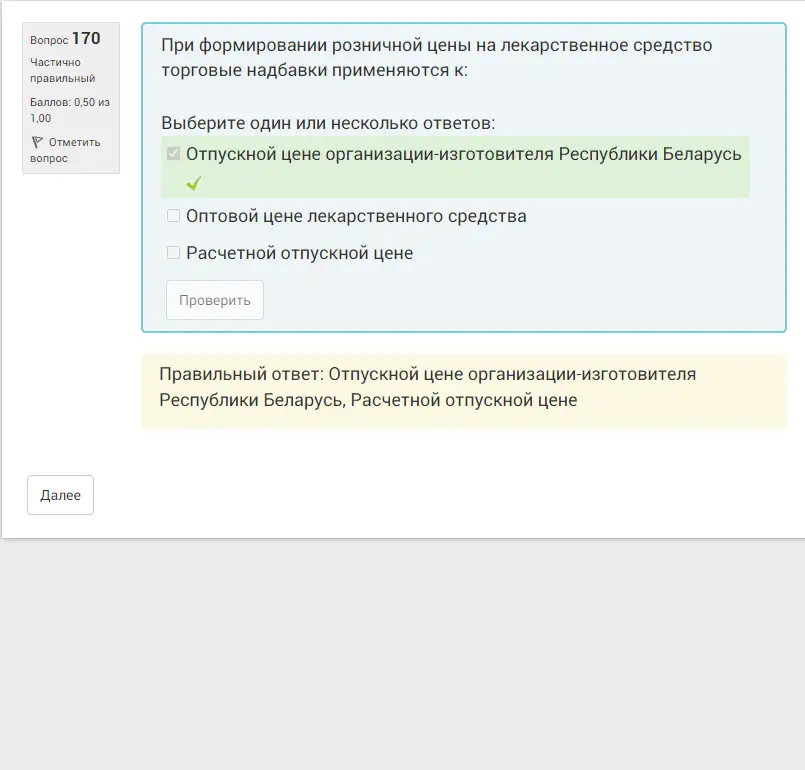 Вопрос 170
Частично
правильный
Баллов: 0,50 из
1,00
Отметить
вопрос
При формировании розничной цены на лекарственное средство
торговые надбавки применяются к:
Выберите один или несколько ответов:
Отпускной цене организации-изготовителя Республики Беларусь
Оптовой цене лекарственного средства
Расчетной отпускной цене
Проверить
Правильный ответ: Отпускной цене организации-изготовителя
Республики Беларусь, Расчетной отпускной цене
Далее